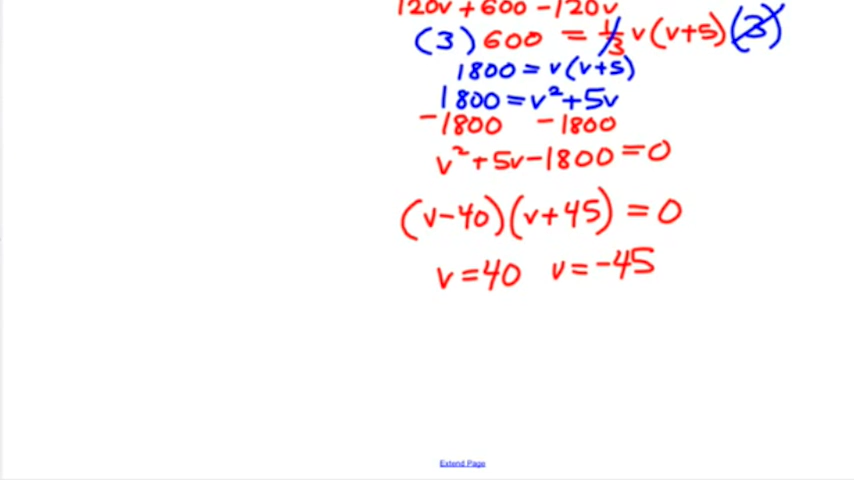 120v + 600 - 120v
(3) 600 = 1/3 v (v+5) (3)
1800 = v (v+5)
1800 = v² + 5v
-1800 -1800
v² + 5v - 1800 = 0
(v-40)(v+45) = 0
v = 40 v = -45
Extend Page